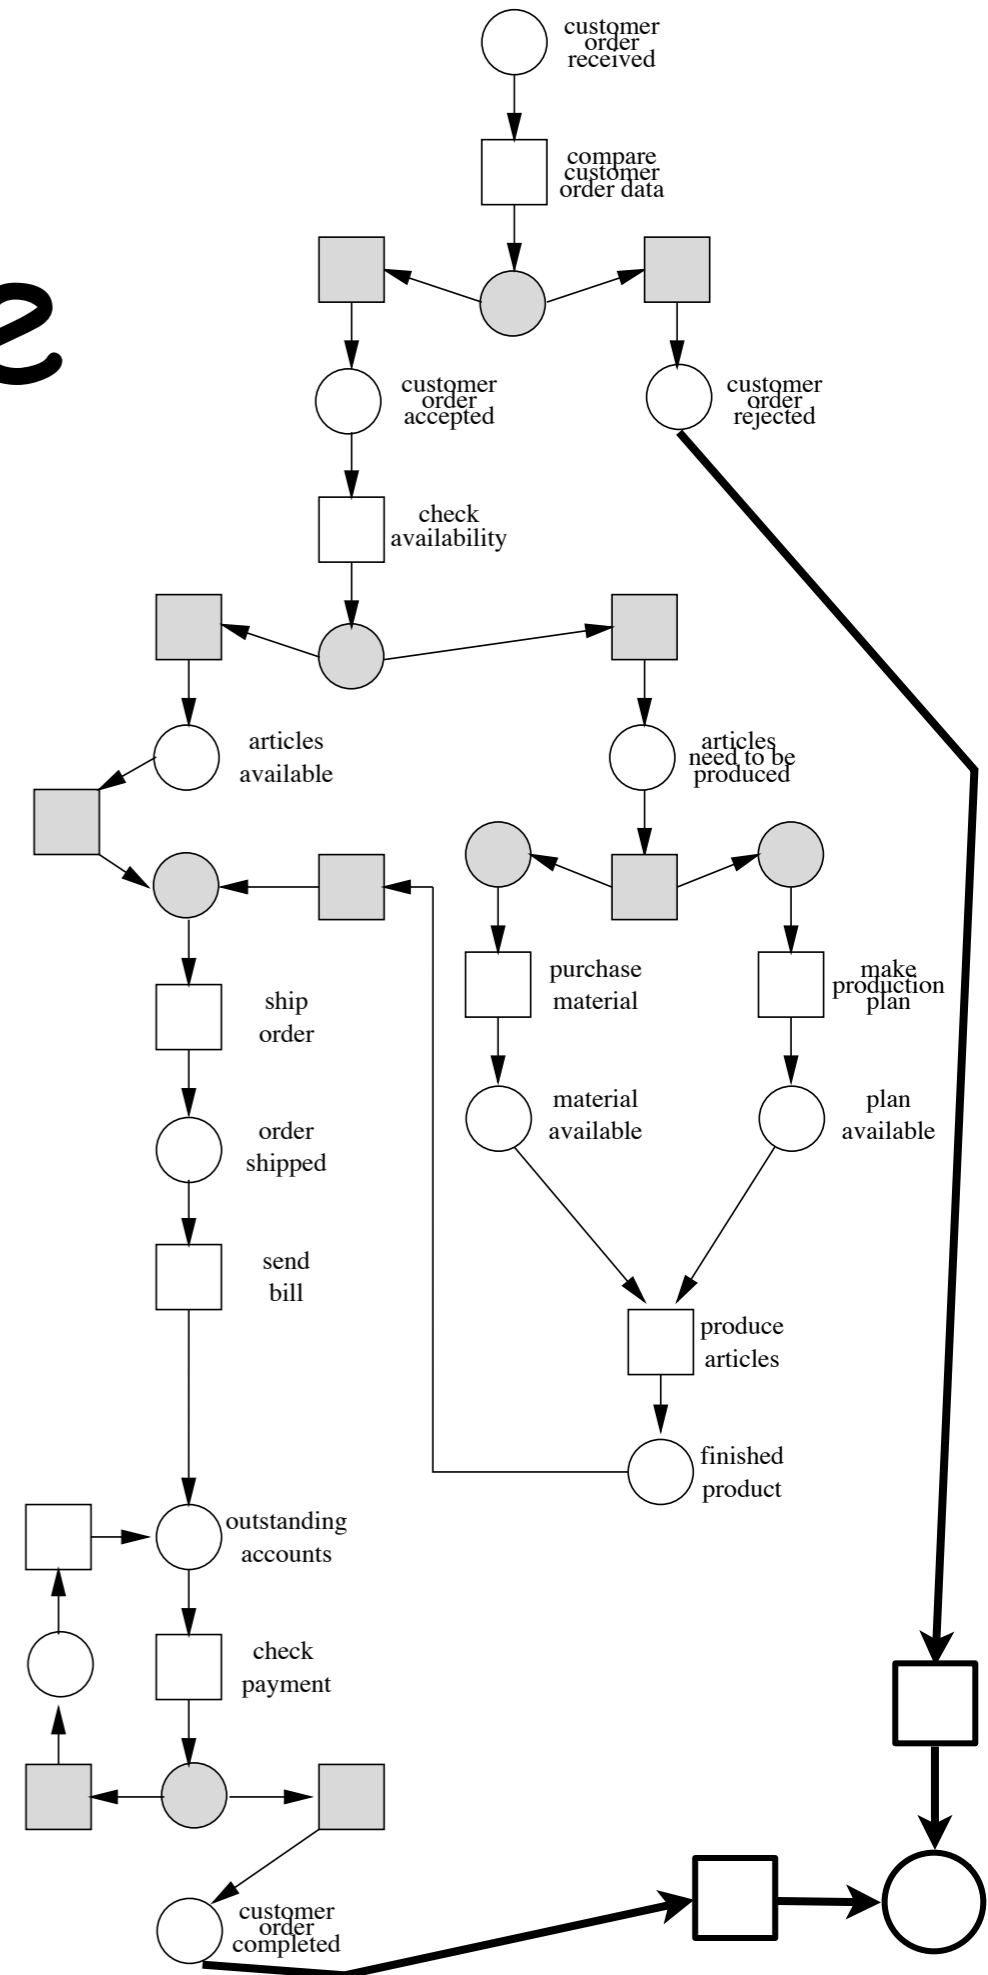 customer
order
received
compare
customer
order data
e
customer
order
accepted
customer
order
rejected
check
availability
articles
available
articles
need to be
produced
purchase
material
make
production
plan
ship
order
material
available
plan
available
order
shipped
send
bill
produce
articles
finished
product
outstanding
accounts
check
payment
customer
order
completed